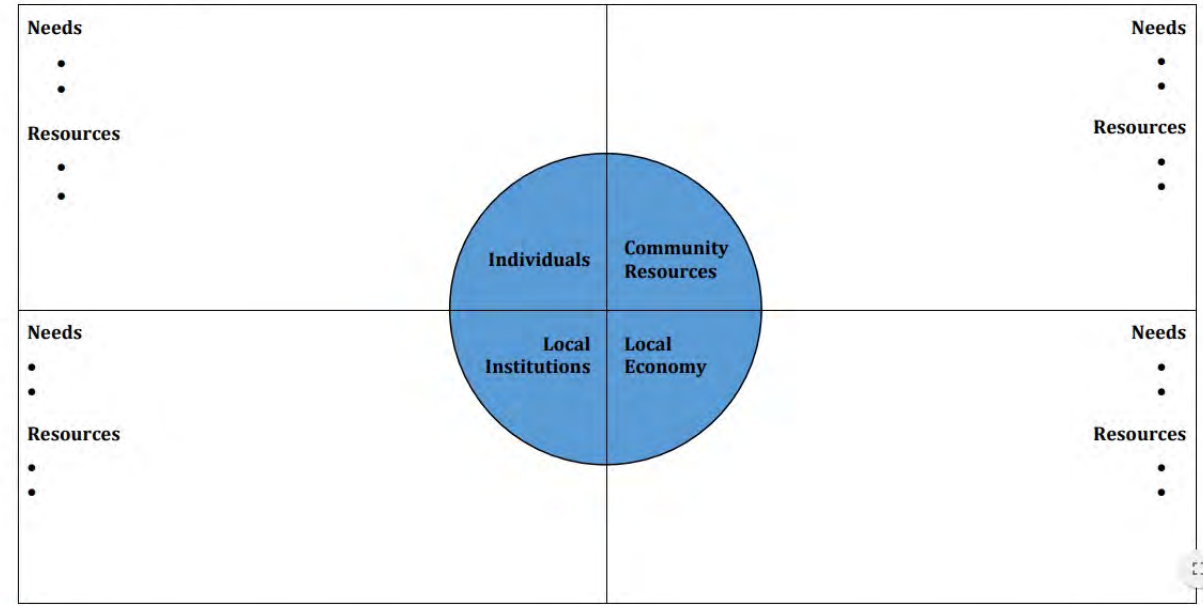 Needs
•
•
Resources
•
•
Needs
•
•
Resources
•
•
Individuals
Community
Resources
Local
Institutions
Local
Economy
Needs
•
•
Resources
•
•
Needs
•
•
Resources
•
•